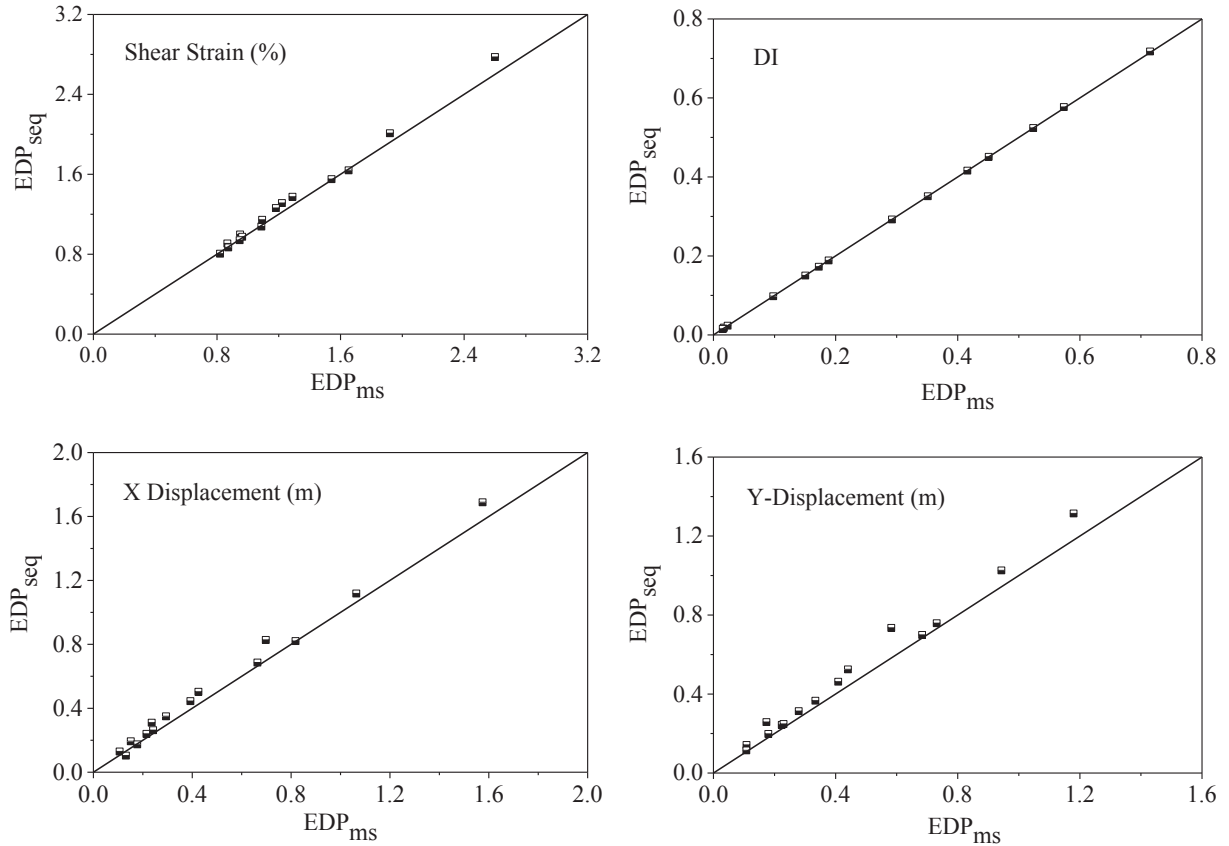 3.2
Shear Strain (%)
2.4
EDPseq
1.6
0.8
0.0
0.0 0.8 1.6 2.4 3.2
EDPms
0.8
DI
0.6
EDPseq
0.4
0.2
0.0
0.0 0.2 0.4 0.6 0.8
EDPms
2.0
X Displacement (m)
1.6
EDPseq
1.2
0.8
0.4
0.0
0.0 0.4 0.8 1.2 1.6 2.0
EDPms
1.6
Y-Displacement (m)
1.2
EDPseq
0.8
0.4
0.0
0.0 0.4 0.8 1.2 1.6
EDPms